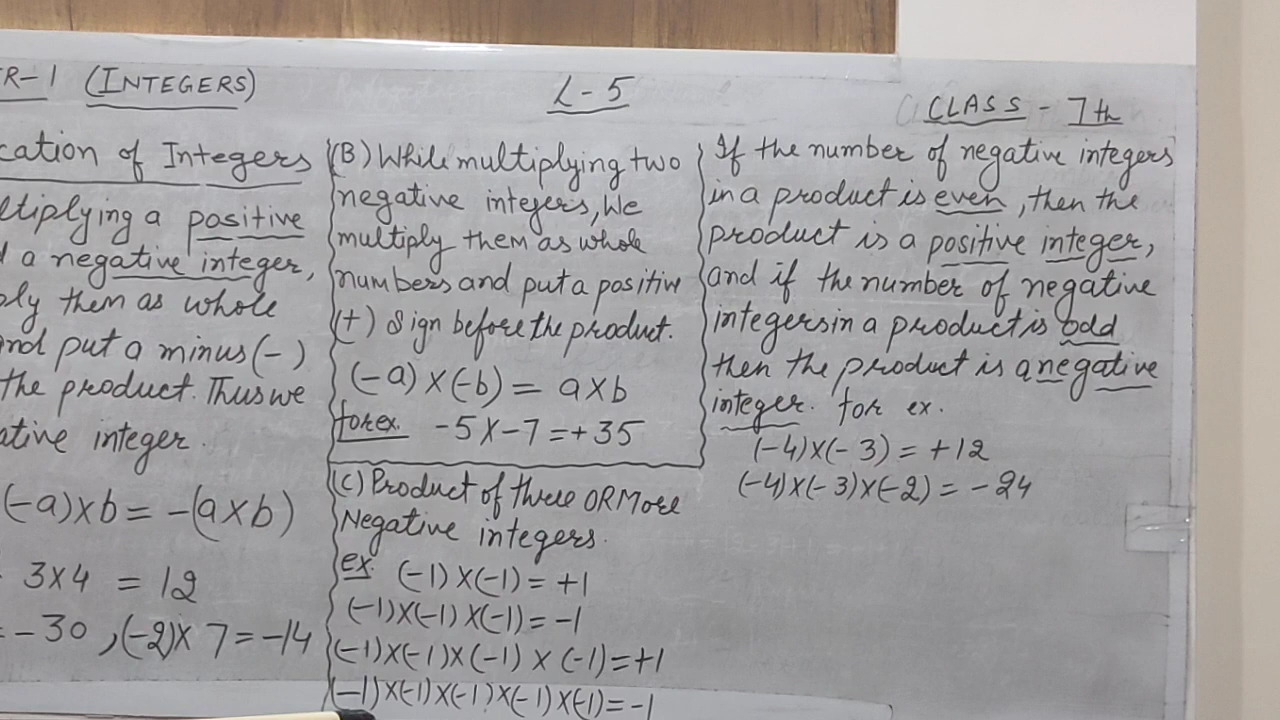 R-1 (INTEGERS)
L-5
CLASS - 7th
cation of Integers
ltiplying a positive
d a negative integer,
ply them as whole
and put a minus (-)
the product. Thus we
ative integer.
(-a)×b = -(a×b)
3×4 = 12
= -30, (-2)×7 = -14
(B) While multiplying two
negative integers, We
multiply them as whole
numbers and put a positive
(+) Sign before the product.
(-a)×(-b) = a×b
for ex. -5×-7 = +35
(C) Product of three OR More
Negative integers.
ex. (-1)×(-1) = +1
(-1)×(-1)×(-1) = -1
(-1)×(-1)×(-1)×(-1) = +1
(-1)×(-1)×(-1)×(-1)×(-1) = -1
If the number of negative integers
in a product is even, then the
product is a positive integer,
and if the number of negative
integers in a product is odd
then the product is a negative
integer. for ex.
(-4)×(-3) = +12
(-4)×(-3)×(-2) = -24